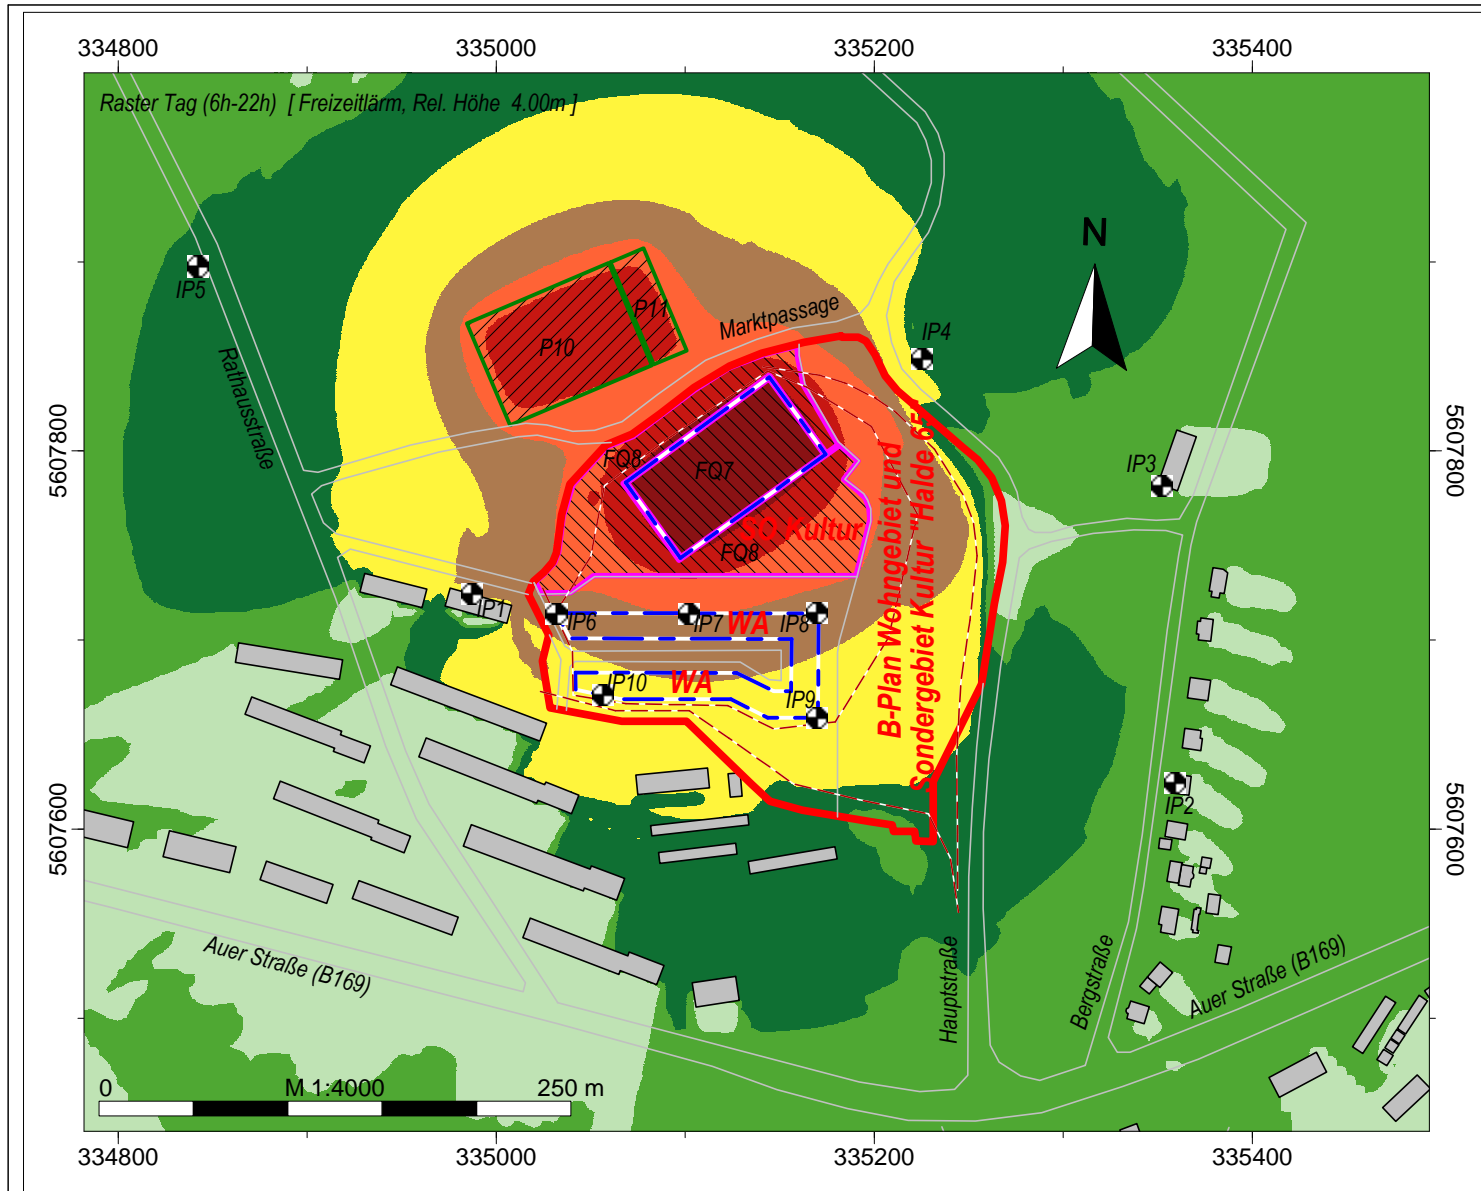 334800 335000 335200 335400
Raster Tag (6h-22h) [ Freizeitlärm, Rel. Höhe 4.00m ]
N
IP5
P11
P10
Marktpassage
IP4
Rathausstraße
5607800
5607800
FQ8
FQ7
IP3
SO Kultur
FQ8
B-Plan Wohngebiet und
Sondergebiet Kultur "Halde 65"
IP1
IP6
IP7
WA
IP8
IP10
WA
IP9
IP2
5607600
5607600
Auer Straße (B169)
Hauptstraße
Bergstraße
Auer Straße (B169)
0 M 1:4000 250 m
334800 335000 335200 335400